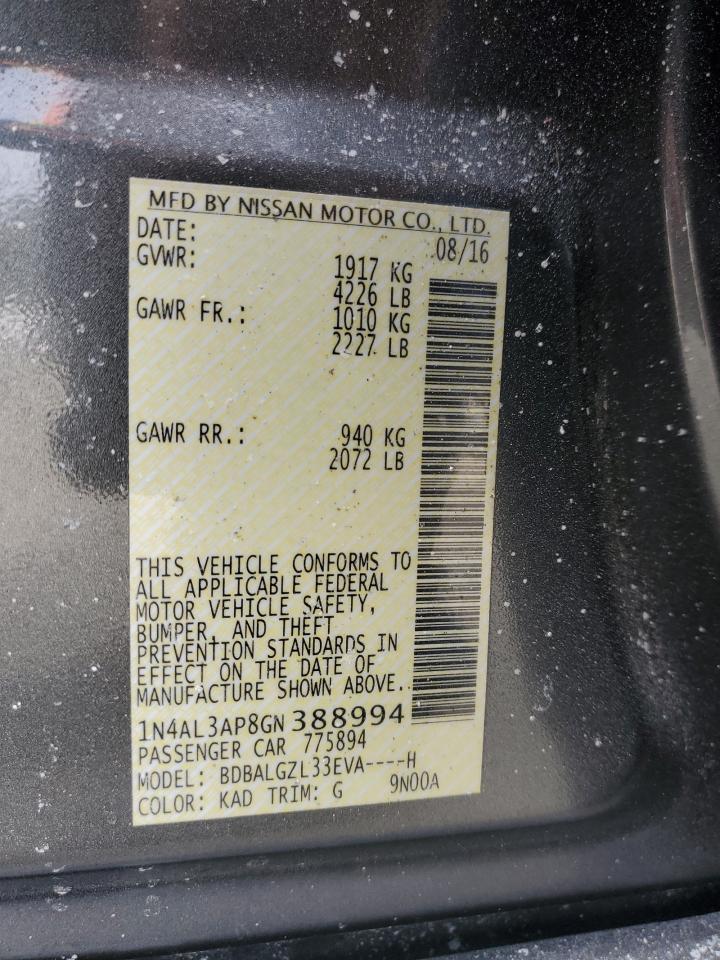 MFD BY NISSAN MOTOR CO., LTD.
DATE: 08/16
GVWR: 1917 KG
4226 LB
GAWR FR.: 1010 KG
2227 LB
GAWR RR.: 940 KG
2072 LB
THIS VEHICLE CONFORMS TO
ALL APPLICABLE FEDERAL
MOTOR VEHICLE SAFETY,
BUMPER, AND THEFT
PREVENTION STANDARDS IN
EFFECT ON THE DATE OF
MANUFACTURE SHOWN ABOVE..
1N4AL3AP8GN 388994
PASSENGER CAR 775894
MODEL: BDBALGZL33EVA----H
COLOR: KAD TRIM: G 9N00A